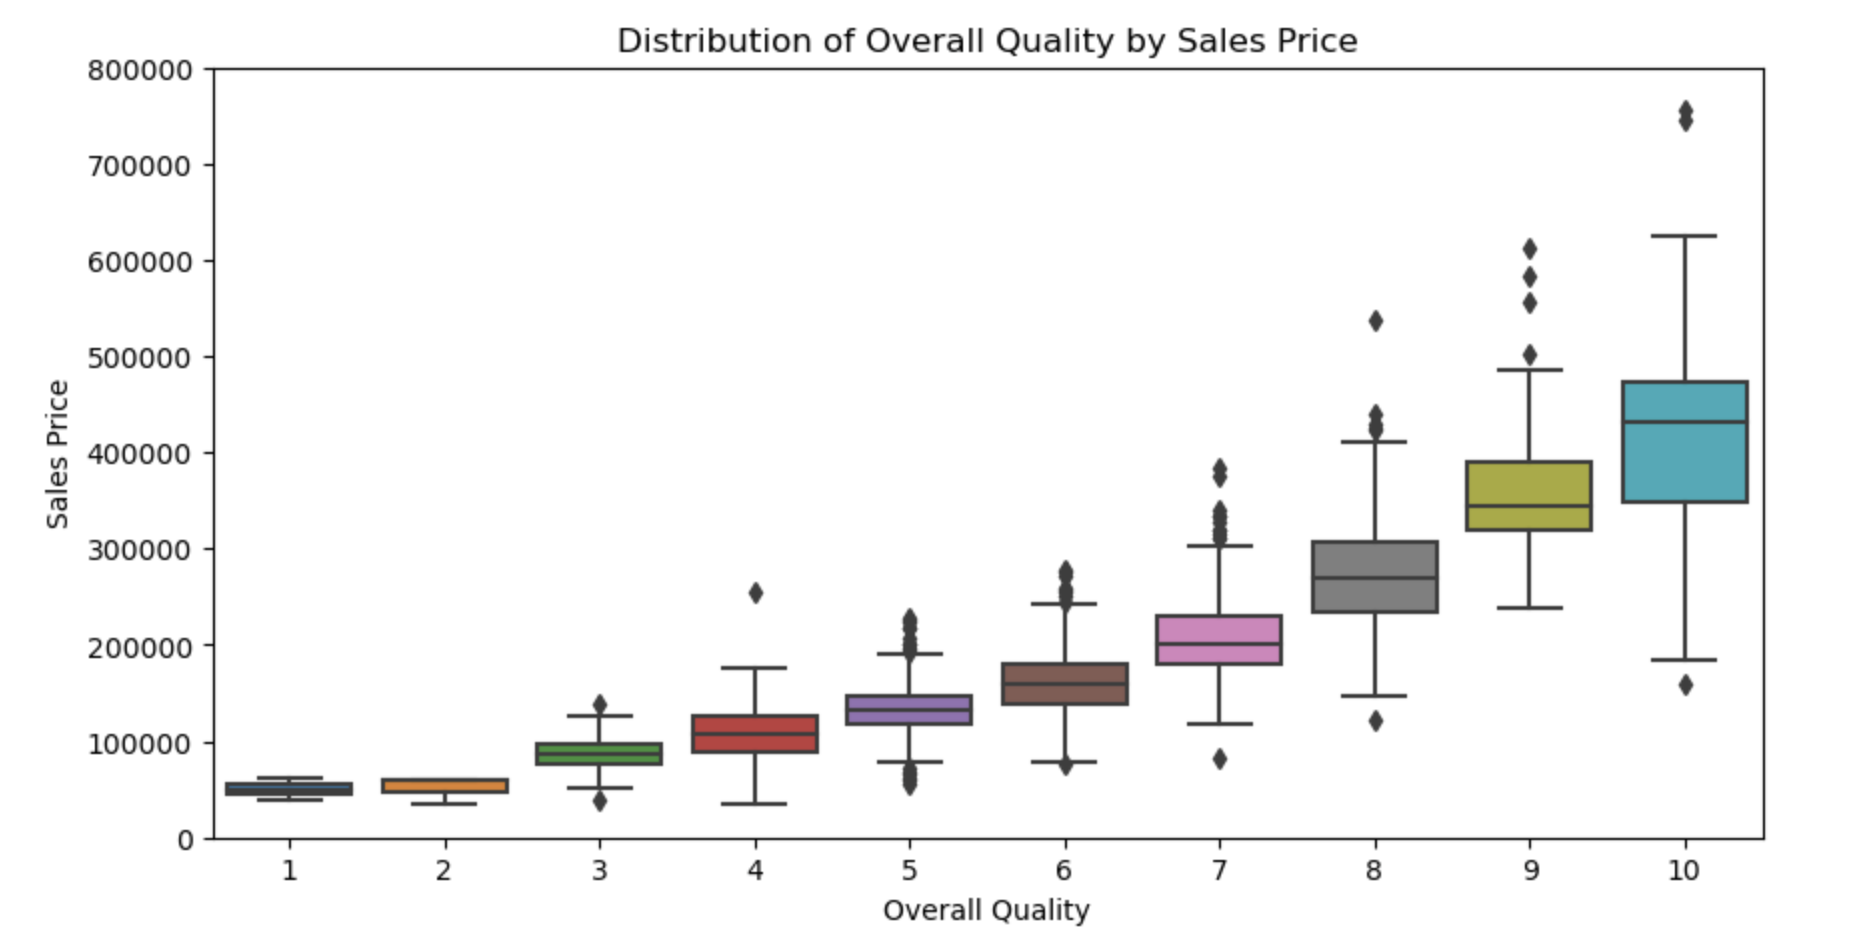 Distribution of Overall Quality by Sales Price
800000
700000
600000
500000
400000
300000
200000
100000
0
Sales Price
1 2 3 4 5 6 7 8 9 10
Overall Quality